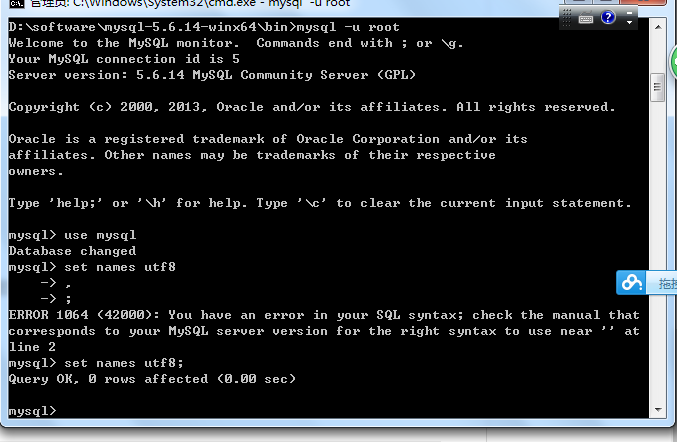 管理员: C:\Windows\System32\cmd.exe - mysql -u root
D:\software\mysql-5.6.14-winx64\bin>mysql -u root
Welcome to the MySQL monitor.  Commands end with ; or \g.
Your MySQL connection id is 5
Server version: 5.6.14 MySQL Community Server (GPL)
Copyright (c) 2000, 2013, Oracle and/or its affiliates. All rights reserved.
Oracle is a registered trademark of Oracle Corporation and/or its
affiliates. Other names may be trademarks of their respective
owners.
Type 'help;' or '\h' for help. Type '\c' to clear the current input statement.
mysql> use mysql
Database changed
mysql> set names utf8
    -> ,
    -> ;
ERROR 1064 (42000): You have an error in your SQL syntax; check the manual that
corresponds to your MySQL server version for the right syntax to use near '' at
line 2
mysql> set names utf8;
Query OK, 0 rows affected (0.00 sec)
mysql>